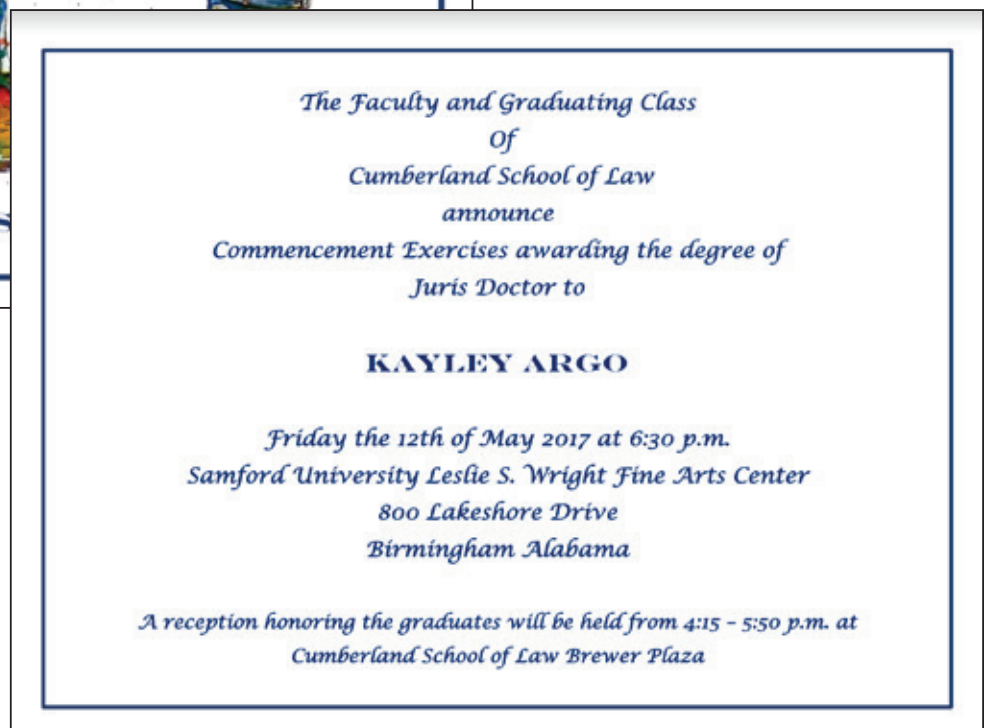 The Faculty and Graduating Class
Of
Cumberland School of Law
announce
Commencement Exercises awarding the degree of
Juris Doctor to
KAYLEY ARGO
Friday the 12th of May 2017 at 6:30 p.m.
Samford University Leslie S. Wright Fine Arts Center
800 Lakeshore Drive
Birmingham Alabama
A reception honoring the graduates will be held from 4:15 – 5:50 p.m. at
Cumberland School of Law Brewer Plaza